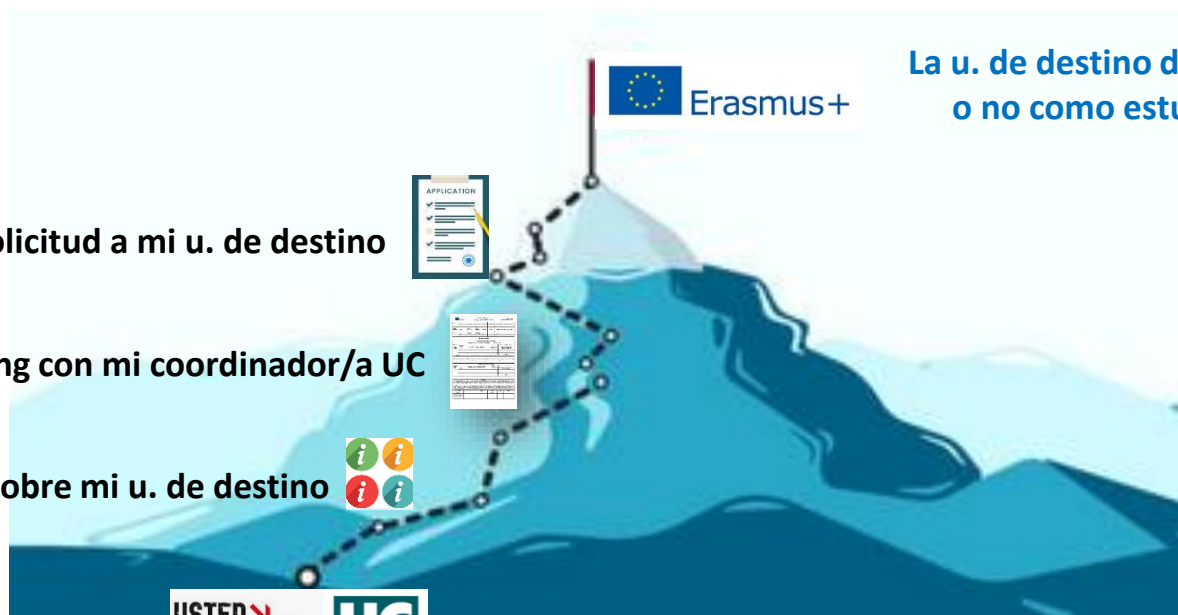 La u. de destino d
o no como estu
Erasmus+
APPLICATION
licitud a mi u. de destino
ng con mi coordinador/a UC
obre mi u. de destino
i i
i i
USTED
UC